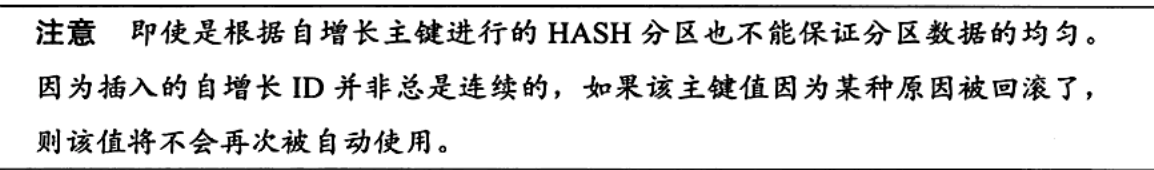 注意 即使是根据自增长主键进行的 HASH 分区也不能保证分区数据的均匀。
因为插入的自增长 ID 并非总是连续的，如果该主键值因为某种原因被回滚了，
则该值将不会再次被自动使用。